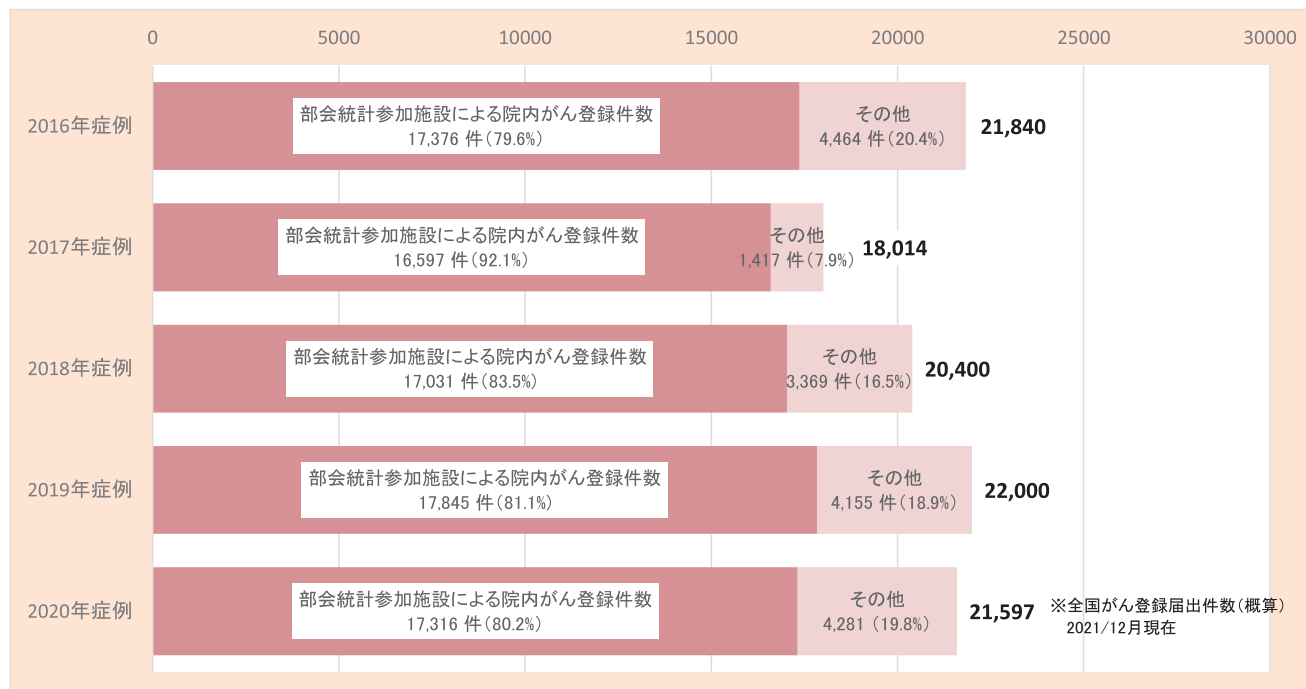 0 5000 10000 15000 20000 25000 30000
2016年症例
部会統計参加施設による院内がん登録件数
17,376 件(79.6%)
その他
4,464 件(20.4%)
21,840
2017年症例
部会統計参加施設による院内がん登録件数
16,597 件(92.1%)
その他
1,417 件(7.9%)
18,014
2018年症例
部会統計参加施設による院内がん登録件数
17,031 件(83.5%)
その他
3,369 件(16.5%)
20,400
2019年症例
部会統計参加施設による院内がん登録件数
17,845 件(81.1%)
その他
4,155 件(18.9%)
22,000
2020年症例
部会統計参加施設による院内がん登録件数
17,316 件(80.2%)
その他
4,281 (19.8%)
21,597
※全国がん登録届出件数(概算)
2021/12月現在